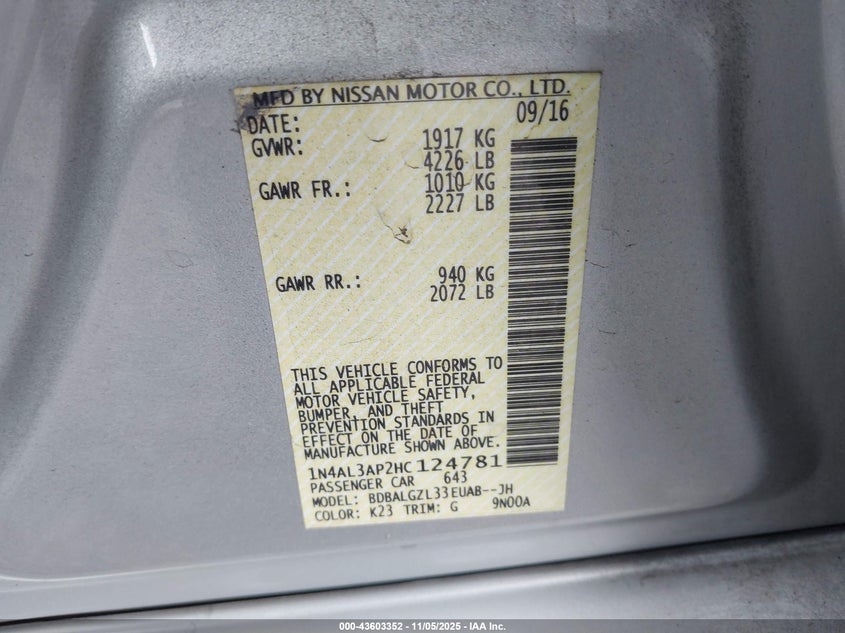 MFD BY NISSAN MOTOR CO., LTD.
DATE: 09/16
GVWR: 1917 KG
4226 LB
GAWR FR.: 1010 KG
2227 LB
GAWR RR.: 940 KG
2072 LB
THIS VEHICLE CONFORMS TO
ALL APPLICABLE FEDERAL
MOTOR VEHICLE SAFETY,
BUMPER, AND THEFT
PREVENTION STANDARDS IN
EFFECT ON THE DATE OF
MANUFACTURE SHOWN ABOVE.
1N4AL3AP2HC124781
PASSENGER CAR 643
MODEL: BDBALGZL33EUAB--JH
COLOR: K23 TRIM: G 9N00A
000-43603352 - 11/05/2025 - IAA Inc.